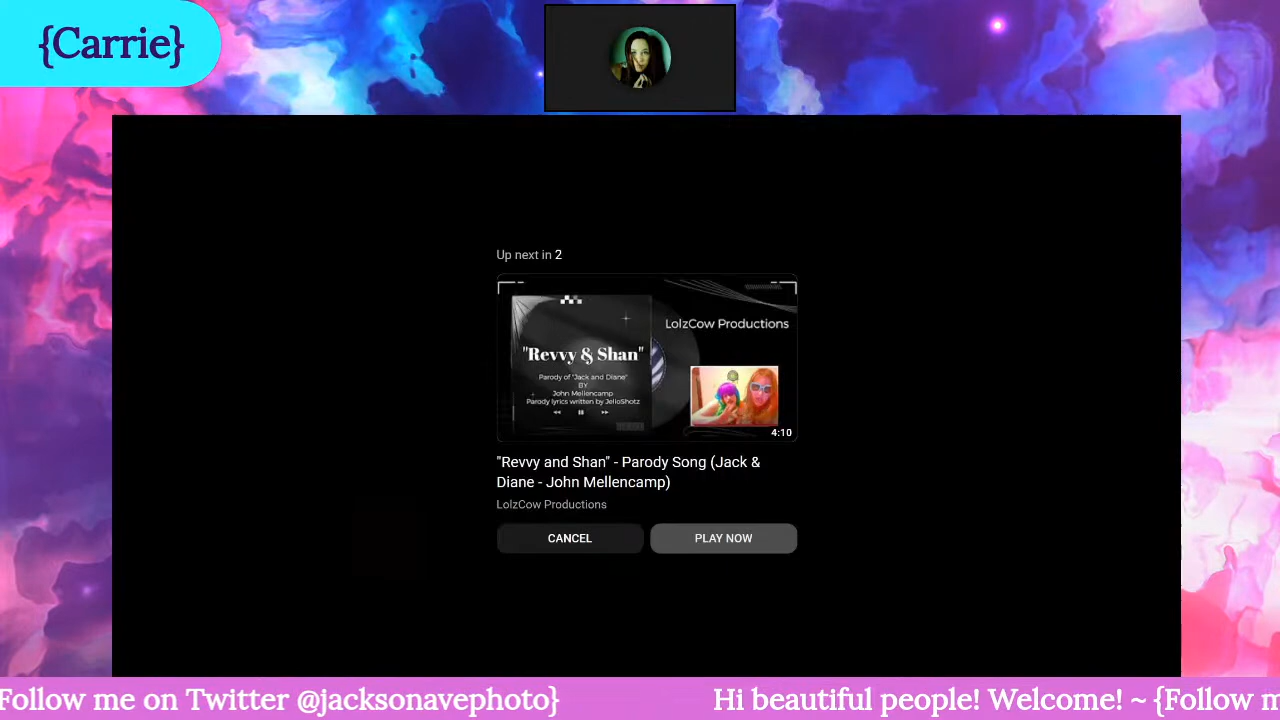 {Carrie}
Up next in 2
LolzCow Productions
"Revvy & Shan"
Parody of "Jack and Diane"
BY
John Mellencamp
Parody lyrics written by JelloShotz
4:10
"Revvy and Shan" - Parody Song (Jack &
Diane - John Mellencamp)
LolzCow Productions
CANCEL
PLAY NOW
Follow me on Twitter @jacksonavephoto} Hi beautiful people! Welcome! ~ {Follow m